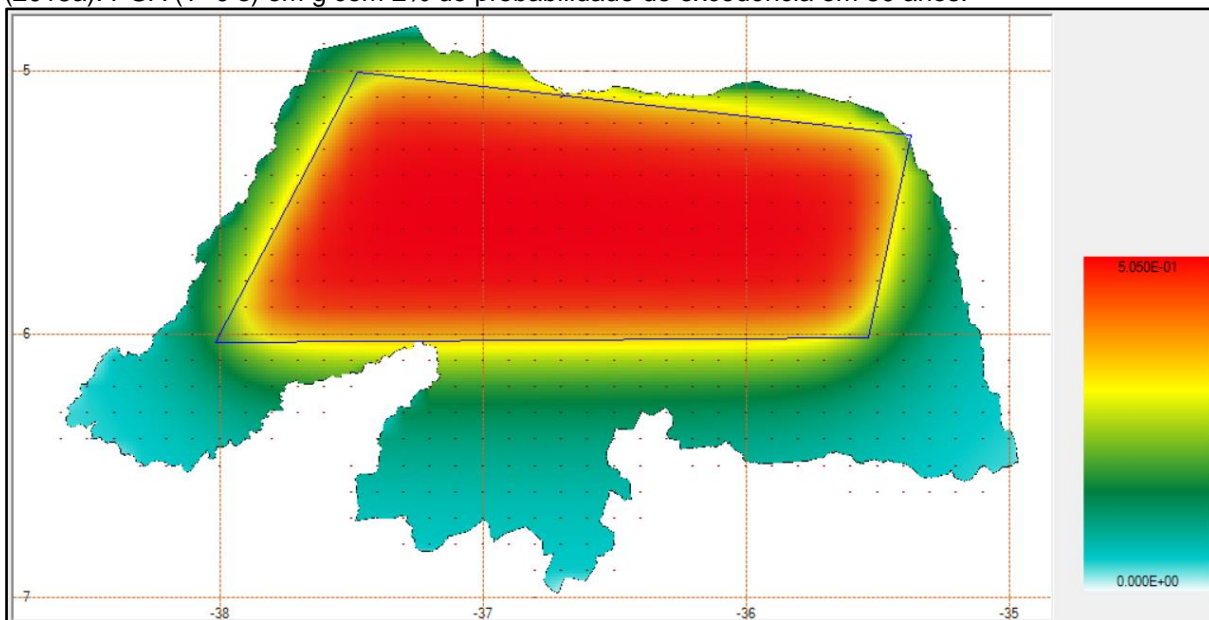 PGA (T=0 s) em g com 2% de probabilidade de excedência em 50 anos.
-5
-6
-7
-38
-37
-36
-35
5.050E-01
0.000E+00